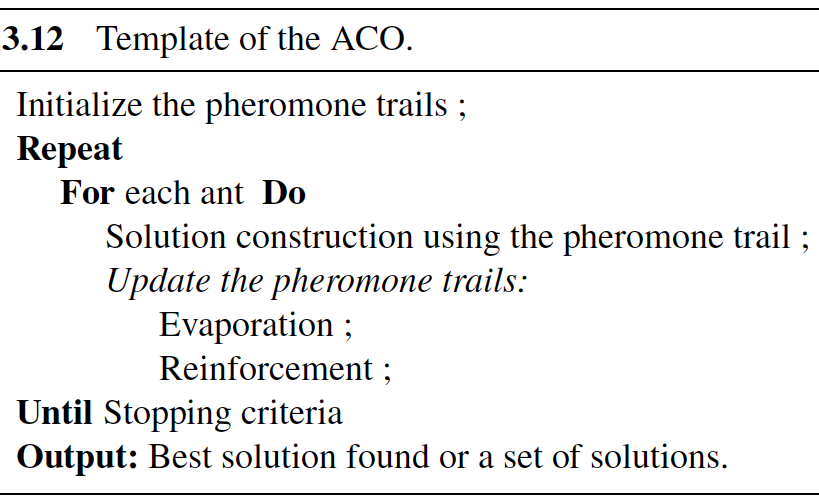 3.12 Template of the ACO.
Initialize the pheromone trails ;
Repeat
For each ant Do
Solution construction using the pheromone trail ;
Update the pheromone trails:
Evaporation ;
Reinforcement ;
Until Stopping criteria
Output: Best solution found or a set of solutions.